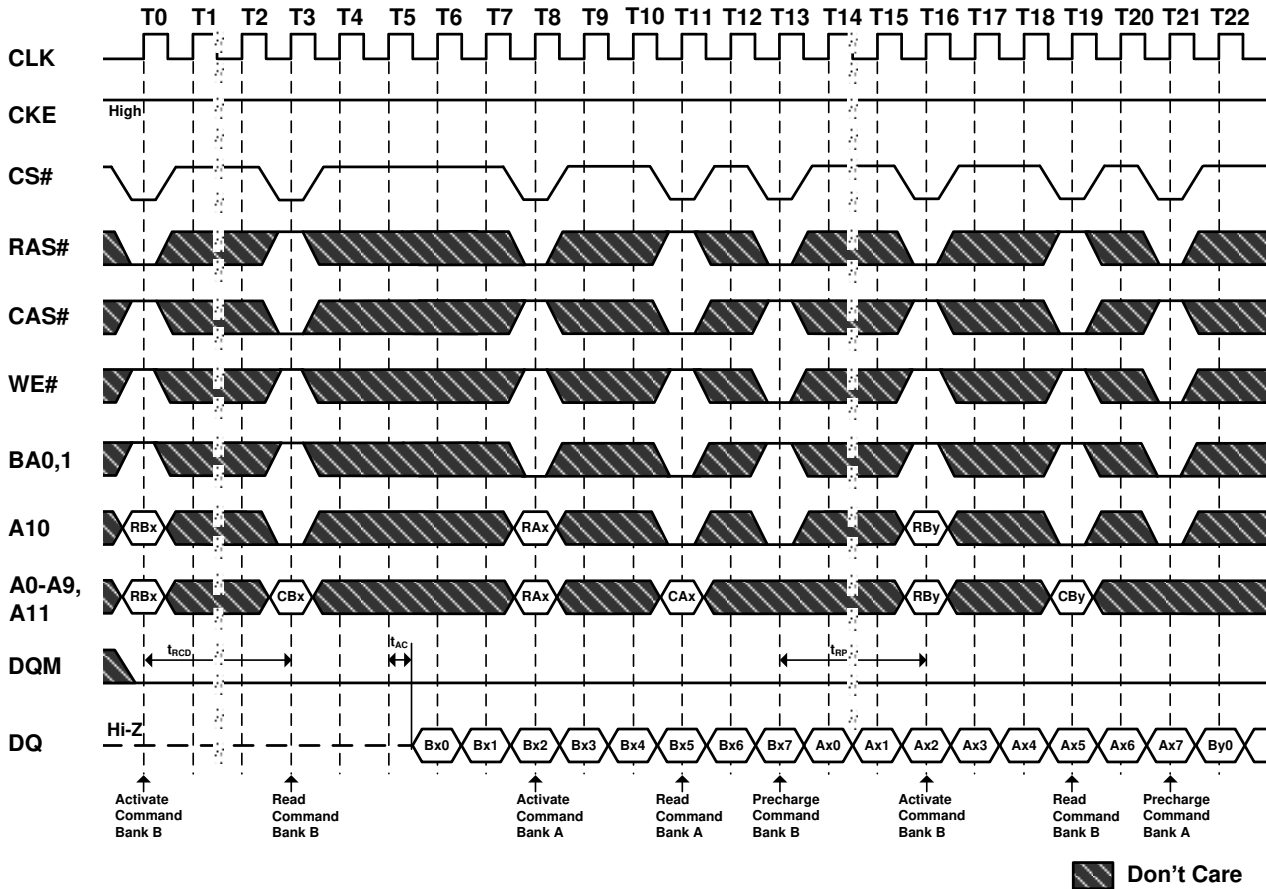 T0 T1 T2 T3 T4 T5 T6 T7 T8 T9 T10 T11 T12 T13 T14 T15 T16 T17 T18 T19 T20 T21 T22
CLK
CKE
High
CS#
RAS#
CAS#
WE#
BA0,1
A10
RBx RAx RBy
A0-A9,
A11
RBx CBx RAx CAx RBy CBy
DQM
tRCD tAC tRP
DQ
Hi-Z
Bx0 Bx1 Bx2 Bx3 Bx4 Bx5 Bx6 Bx7 Ax0 Ax1 Ax2 Ax3 Ax4 Ax5 Ax6 Ax7 By0
Activate
Command
Bank B
Read
Command
Bank B
Activate
Command
Bank A
Read
Command
Bank A
Precharge
Command
Bank B
Activate
Command
Bank B
Read
Command
Bank B
Precharge
Command
Bank A
Don't Care